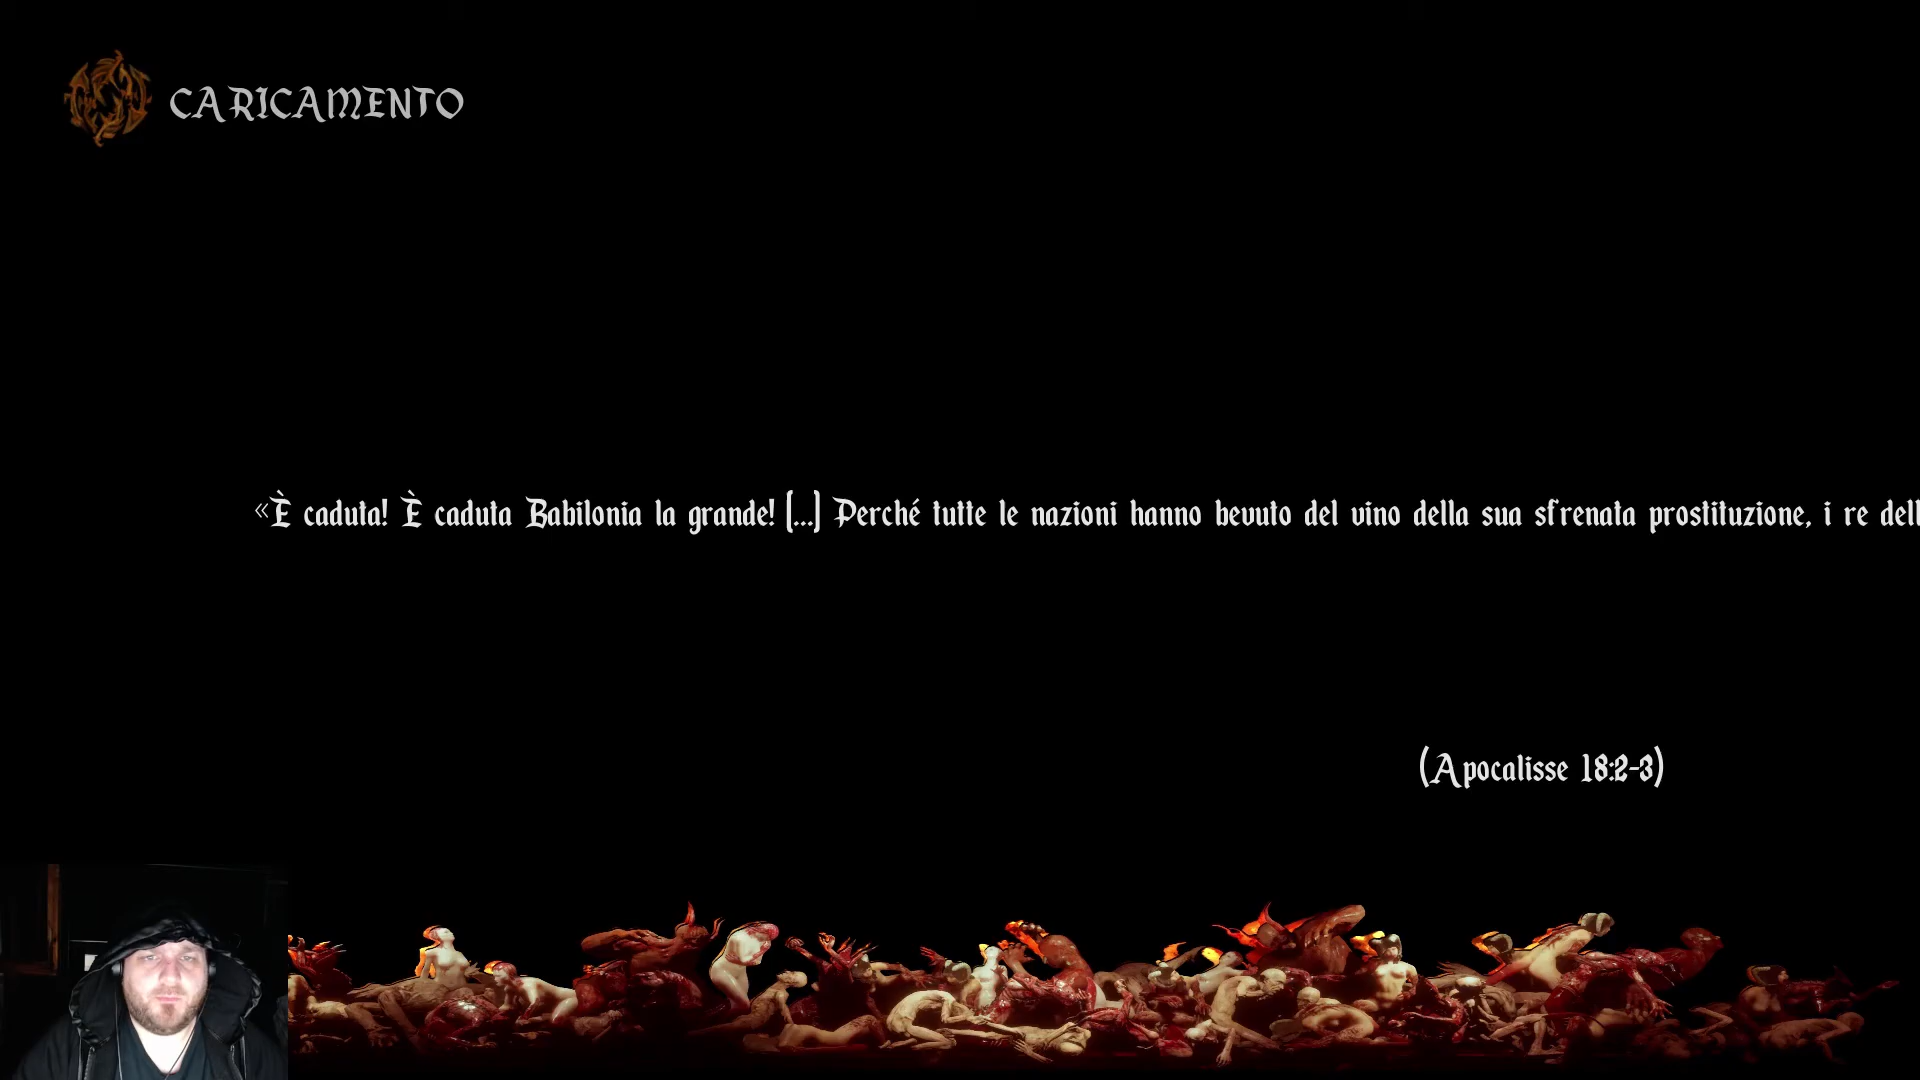 CARICAMENTO
«È caduta! È caduta Babilonia la grande! (...) Perché tutte le nazioni hanno bevuto del vino della sua sfrenata prostituzione, i re dell
(Apocalisse 18:2-3)